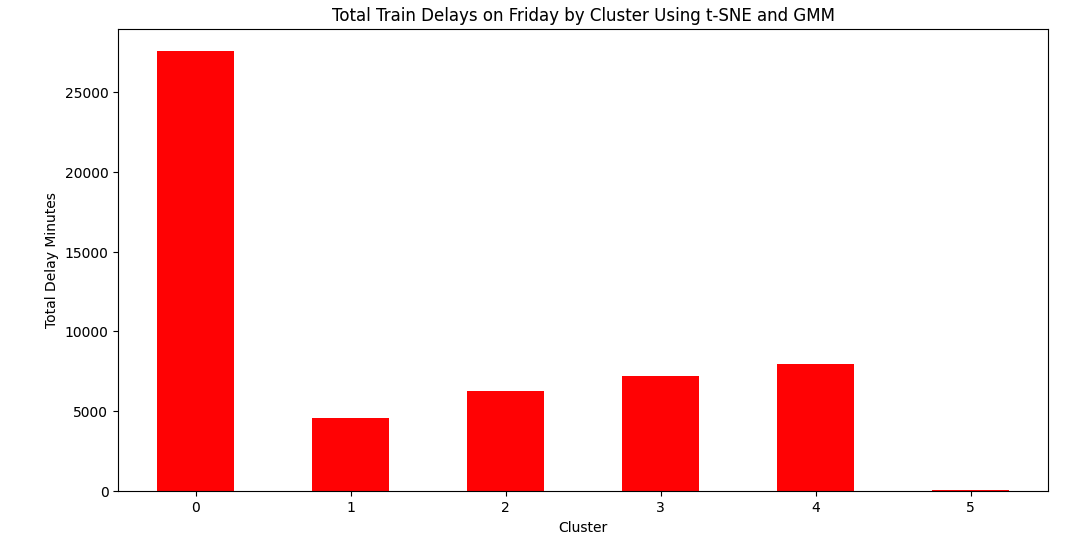 Total Train Delays on Friday by Cluster Using t-SNE and GMM
Total Delay Minutes
25000
20000
15000
10000
5000
0
0 1 2 3 4 5
Cluster